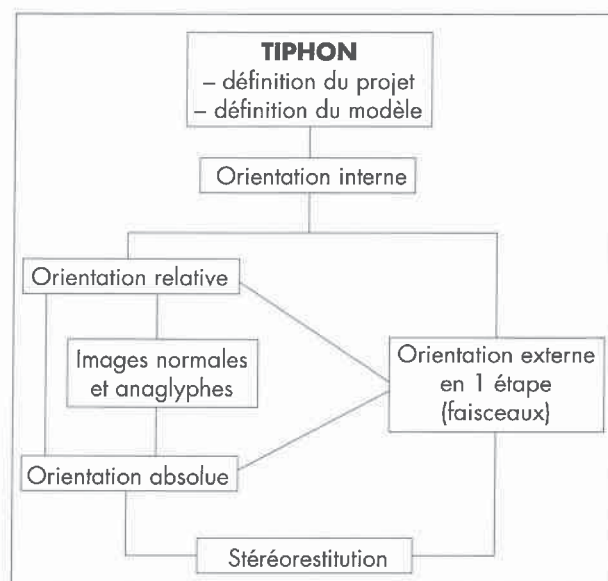 TIPHON
– définition du projet
– définition du modèle
Orientation interne
Orientation relative
Images normales
et anaglyphes
Orientation externe
en 1 étape
(faisceaux)
Orientation absolue
Stéréorestitution